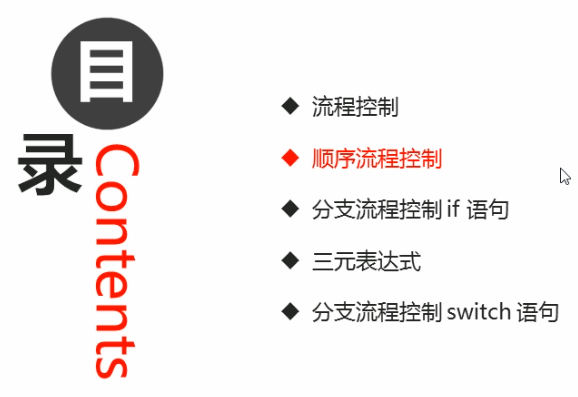 目录
Contents
◆ 流程控制
◆ 顺序流程控制
◆ 分支流程控制 if 语句
◆ 三元表达式
◆ 分支流程控制 switch 语句